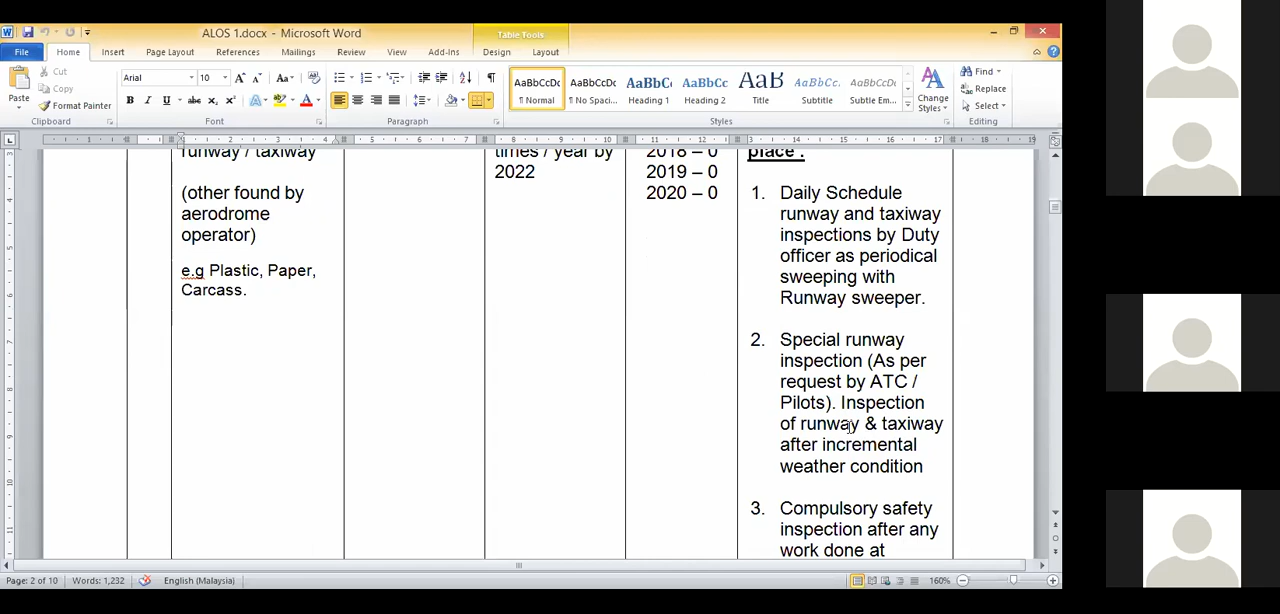 ALOS 1.docx - Microsoft Word
Table Tools
File Home Insert Page Layout References Mailings Review View Add-Ins Design Layout
Cut
Copy
Format Painter
Paste
Clipboard
Arial 10
Font
Paragraph
AaBbCcDc AaBbCcDc AaBbC AaBbCc AaB AaBbCc. AaBbCcDc
¶ Normal ¶ No Spaci... Heading 1 Heading 2 Title Subtitle Subtle Em...
Styles
Change
Styles
Find
Replace
Select
Editing
runway / taxiway
(other found by
aerodrome
operator)
e.g Plastic, Paper,
Carcass.
times / year by
2022
2018 – 0
2019 – 0
2020 – 0
place :
1. Daily Schedule
runway and taxiway
inspections by Duty
officer as periodical
sweeping with
Runway sweeper.
2. Special runway
inspection (As per
request by ATC /
Pilots). Inspection
of runway & taxiway
after incremental
weather condition
3. Compulsory safety
inspection after any
work done at
Page: 2 of 10 Words: 1,232 English (Malaysia) 160%